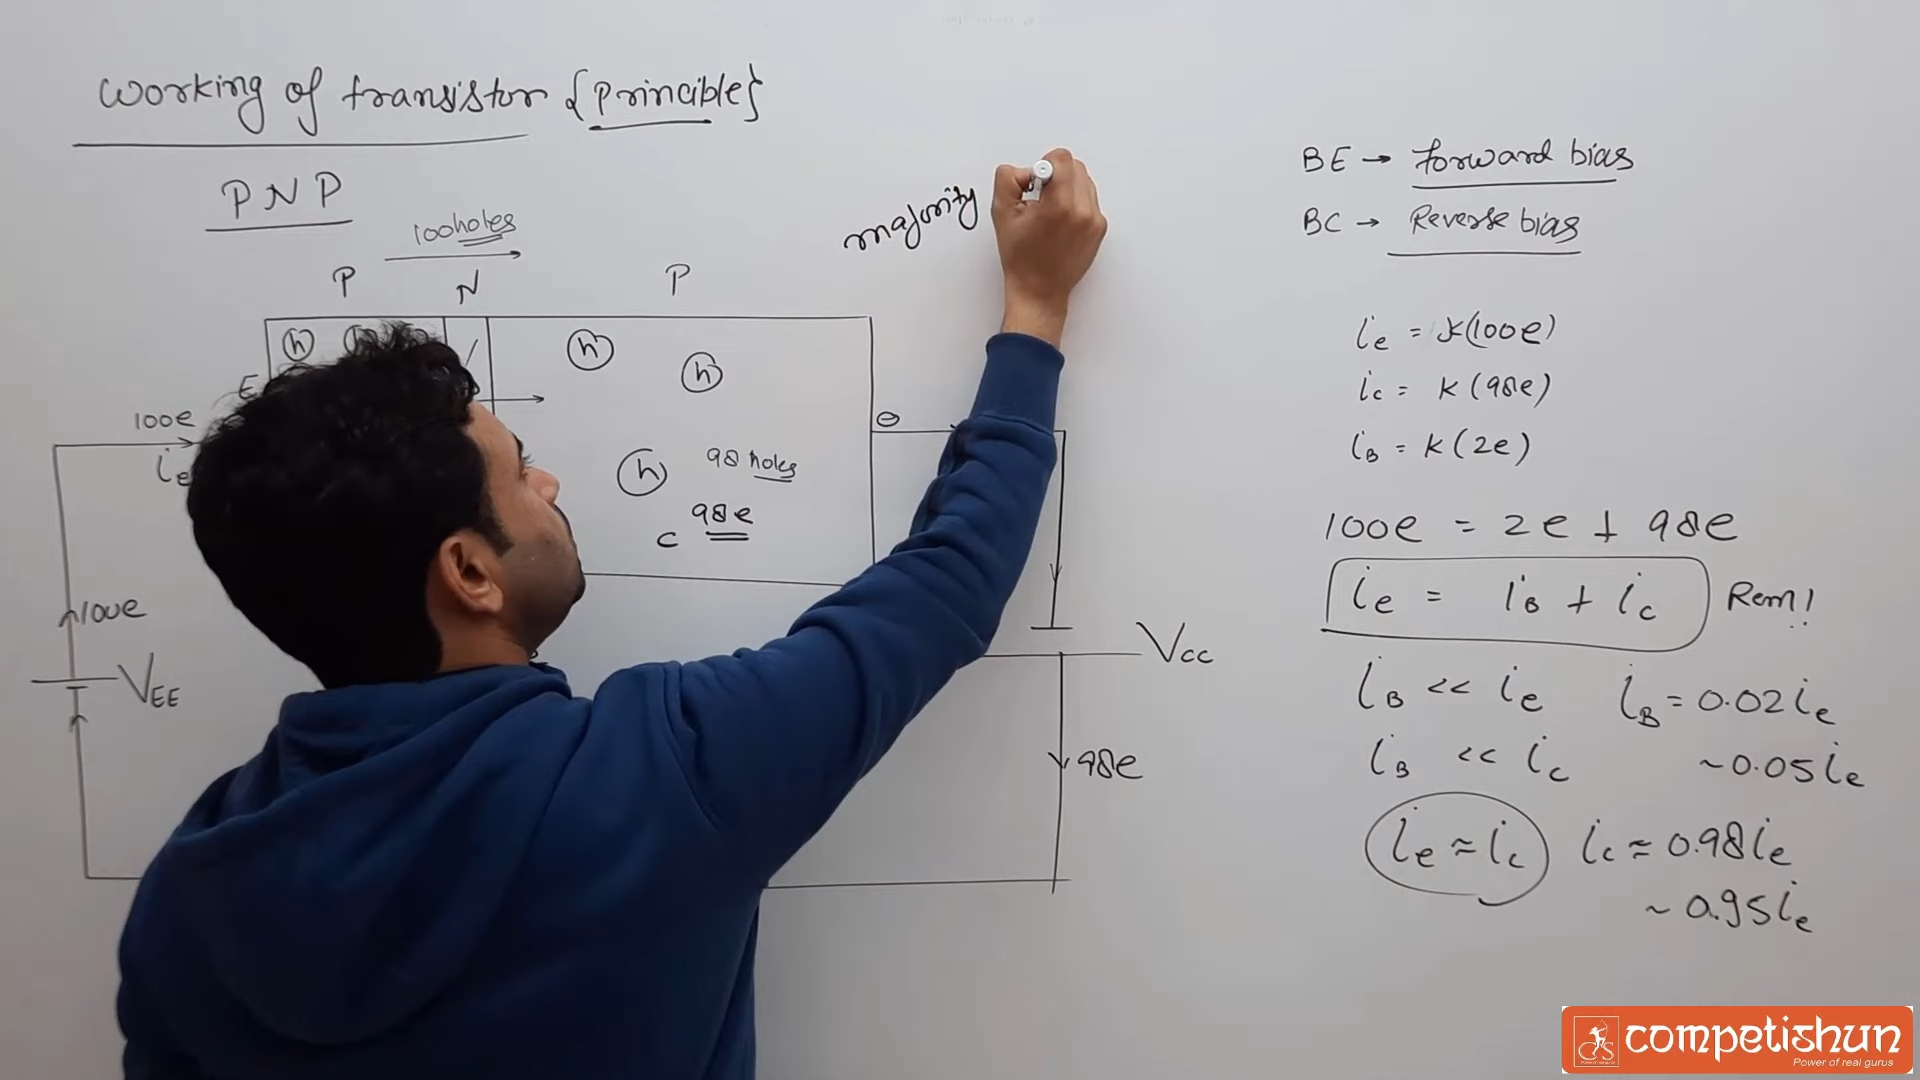 working of transistor {principle}
PNP
100holes
P N P
h h h
E
h
98 holes
98e
C
100e
ie
100e
VEE
⊖
majority
Vcc
98e
BE → forward bias
BC → Reverse bias
ie = K(100e)
ic = K(98e)
iB = K(2e)
100e = 2e + 98e
ie = iB + ic Rem!
iB << ie iB = 0.02ie
iB << ic ~0.05ie
ie ≈ ic ic ≈ 0.98ie
~ 0.95ie
competishun
Power of real gurus